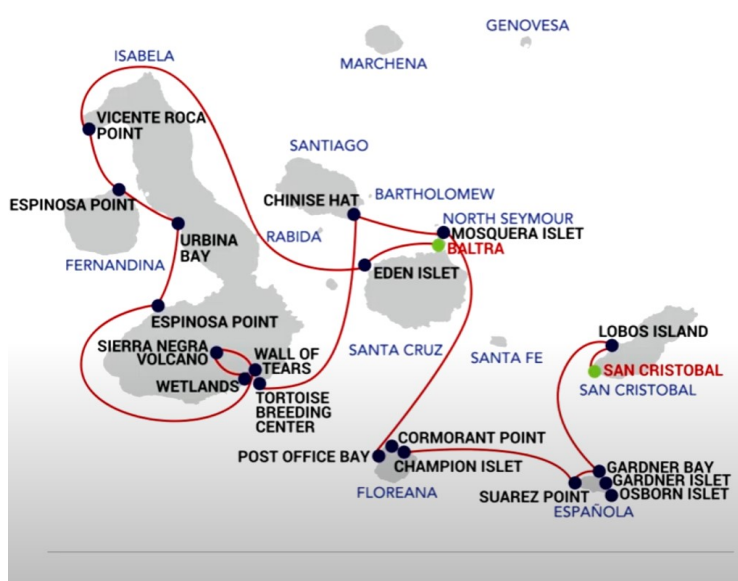 GENOVESA
ISABELA
MARCHENA
VICENTE ROCA
POINT
SANTIAGO
BARTHOLOMEW
CHINISE HAT
ESPINOSA POINT
NORTH SEYMOUR
MOSQUERA ISLET
RABIDA
URBINA
BAY
BALTRA
FERNANDINA
EDEN ISLET
ESPINOSA POINT
LOBOS ISLAND
SIERRA NEGRA
VOLCANO
WALL OF
TEARS
SANTA CRUZ
SANTA FE
SAN CRISTOBAL
WETLANDS
SAN CRISTOBAL
TORTOISE
BREEDING
CENTER
CORMORANT POINT
POST OFFICE BAY
CHAMPION ISLET
GARDNER BAY
GARDNER ISLET
FLOREANA
SUAREZ POINT
OSBORN ISLET
ESPAÑOLA